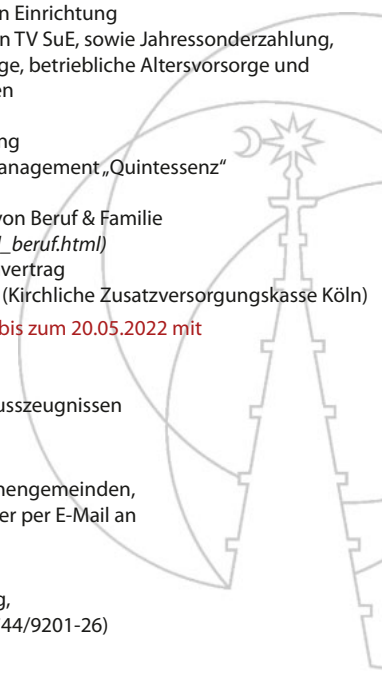 n Einrichtung
n TV SuE, sowie Jahressonderzahlung,
ge, betriebliche Altersvorsorge und
en
ng
anagement „Quintessenz“
von Beruf & Familie
l_beruf.html)
vertrag
(Kirchliche Zusatzversorgungskasse Köln)
bis zum 20.05.2022 mit
usszeugnissen
hengemeinden,
er per E-Mail an
g,
44/9201-26)